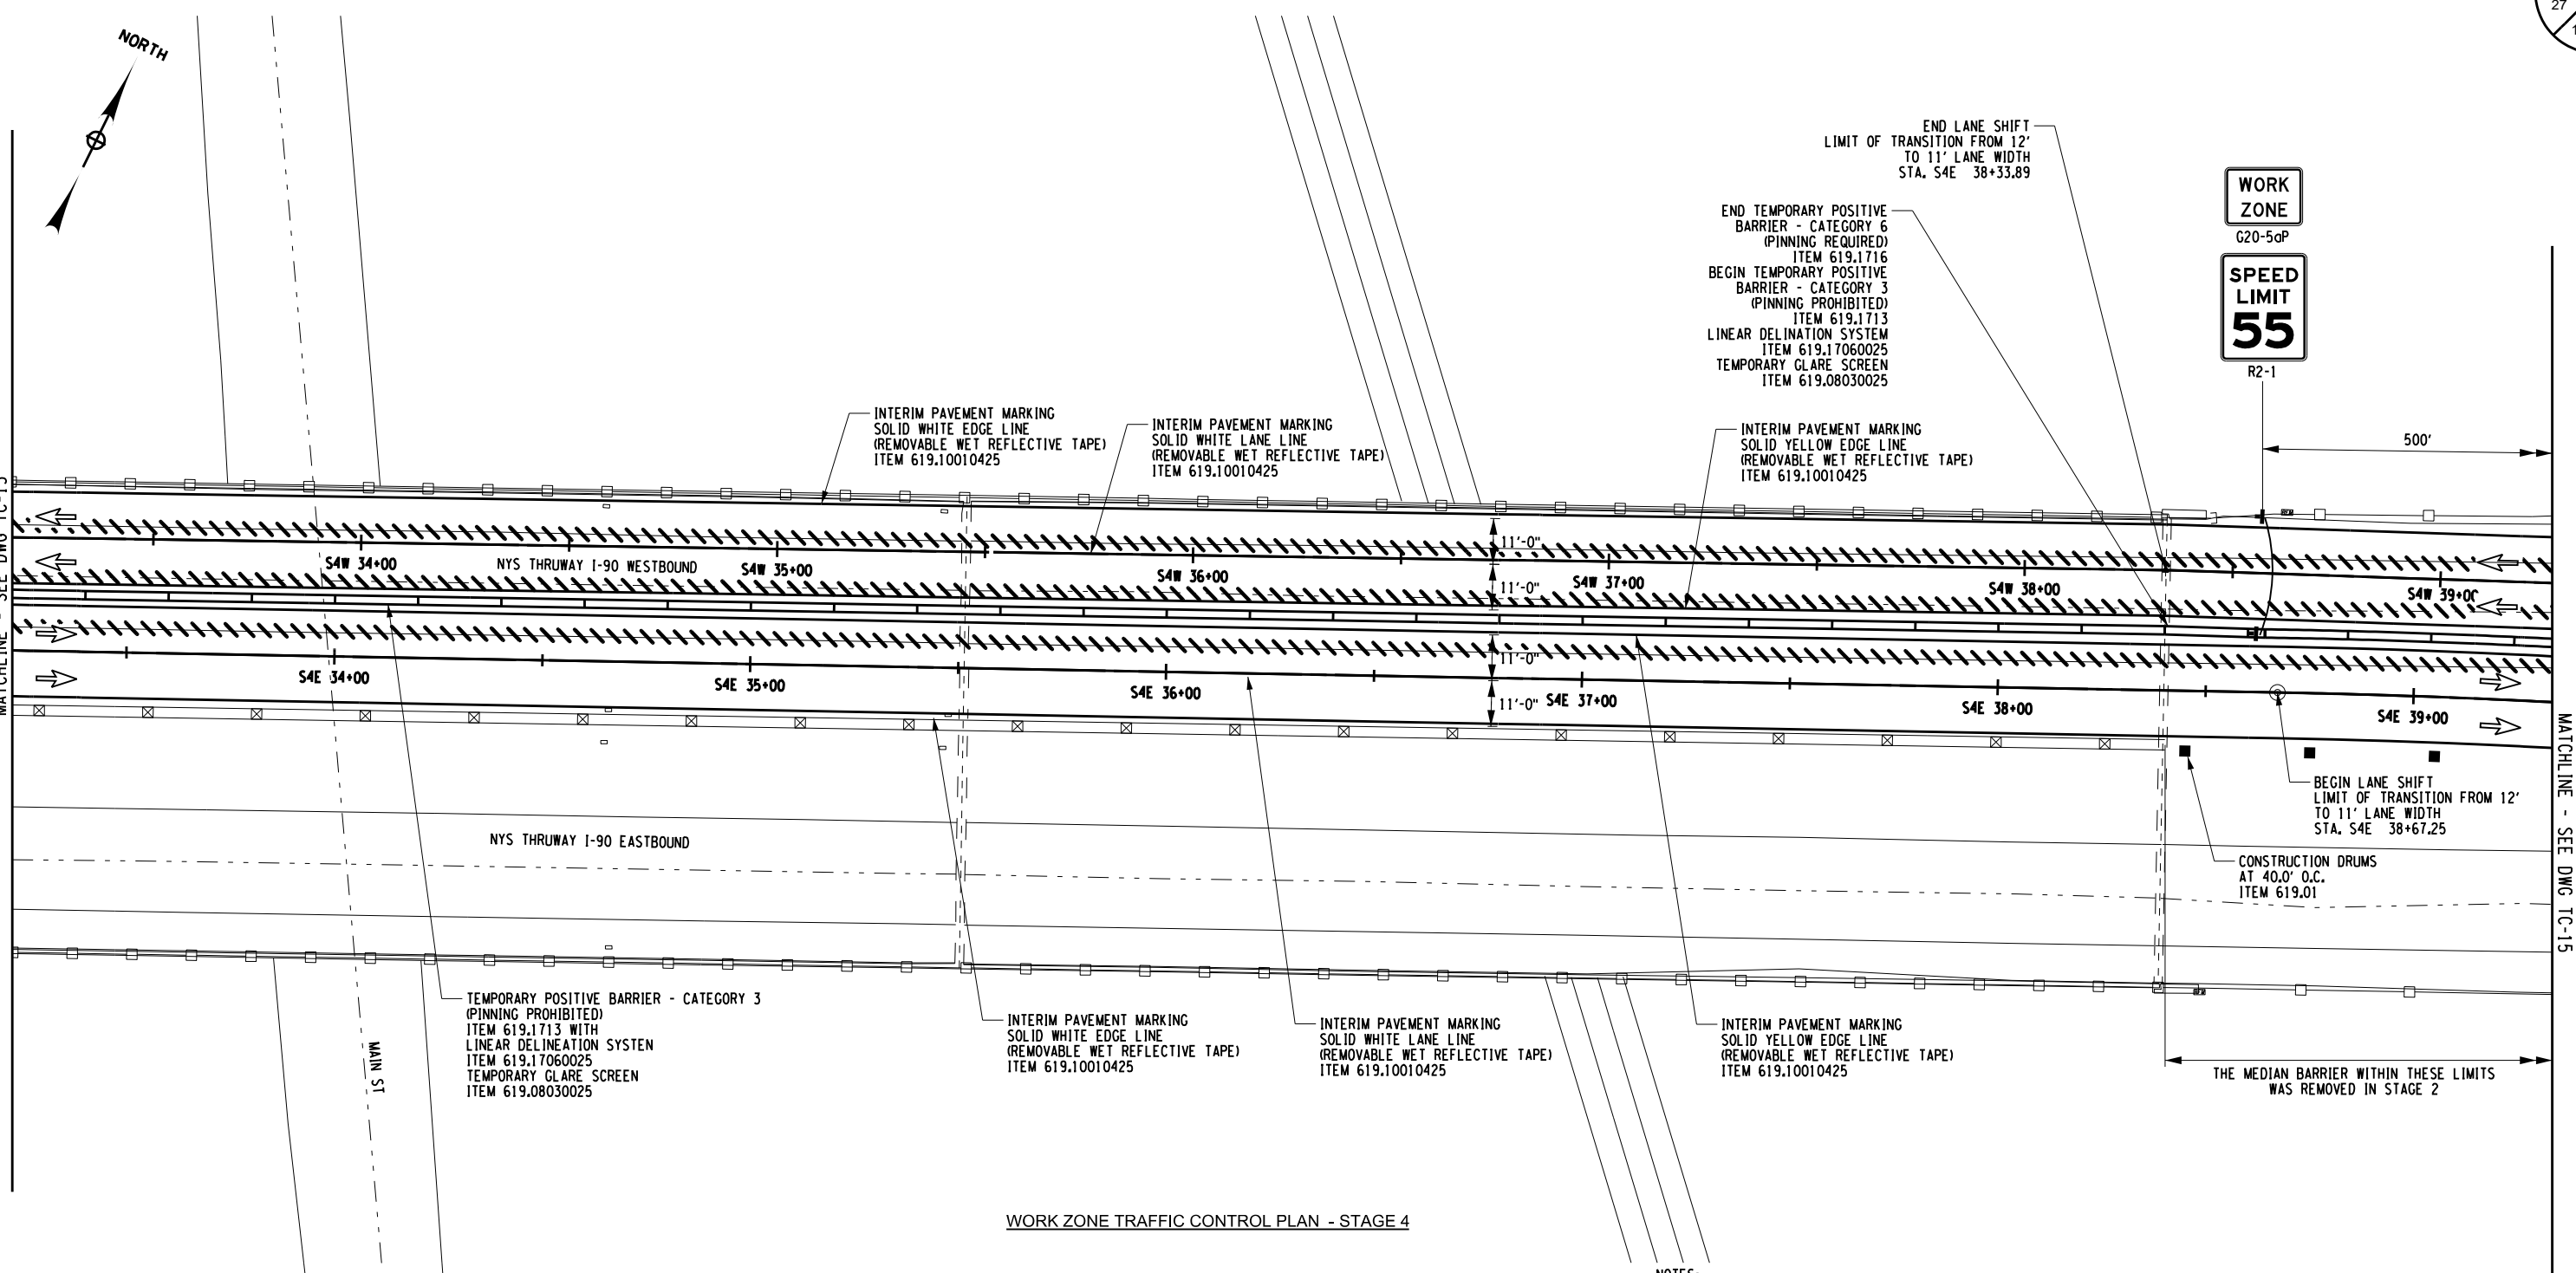 27
NORTH
END LANE SHIFT
LIMIT OF TRANSITION FROM 12'
TO 11' LANE WIDTH
STA. S4E 38+33.89
WORK
ZONE
G20-5aP
SPEED
LIMIT
55
R2-1
END TEMPORARY POSITIVE
BARRIER - CATEGORY 6
(PINNING REQUIRED)
ITEM 619.1716
BEGIN TEMPORARY POSITIVE
BARRIER - CATEGORY 3
(PINNING PROHIBITED)
ITEM 619.1713
LINEAR DELINATION SYSTEM
ITEM 619.17060025
TEMPORARY GLARE SCREEN
ITEM 619.08030025
INTERIM PAVEMENT MARKING
SOLID WHITE EDGE LINE
(REMOVABLE WET REFLECTIVE TAPE)
ITEM 619.10010425
INTERIM PAVEMENT MARKING
SOLID WHITE LANE LINE
(REMOVABLE WET REFLECTIVE TAPE)
ITEM 619.10010425
INTERIM PAVEMENT MARKING
SOLID YELLOW EDGE LINE
(REMOVABLE WET REFLECTIVE TAPE)
ITEM 619.10010425
500'
MATCHLINE - SEE DWG TC-15
S4W 34+00
NYS THRUWAY I-90 WESTBOUND
S4W 35+00
S4W 36+00
S4W 37+00
S4W 38+00
S4W 39+00
11'-0"
11'-0"
11'-0"
11'-0"
S4E 34+00
S4E 35+00
S4E 36+00
S4E 37+00
S4E 38+00
S4E 39+00
NYS THRUWAY I-90 EASTBOUND
BEGIN LANE SHIFT
LIMIT OF TRANSITION FROM 12'
TO 11' LANE WIDTH
STA. S4E 38+67.25
CONSTRUCTION DRUMS
AT 40.0' O.C.
ITEM 619.01
MATCHLINE - SEE DWG TC-15
TEMPORARY POSITIVE BARRIER - CATEGORY 3
(PINNING PROHIBITED)
ITEM 619.1713 WITH
LINEAR DELINEATION SYSTEN
ITEM 619.17060025
TEMPORARY GLARE SCREEN
ITEM 619.08030025
MAIN ST
INTERIM PAVEMENT MARKING
SOLID WHITE EDGE LINE
(REMOVABLE WET REFLECTIVE TAPE)
ITEM 619.10010425
INTERIM PAVEMENT MARKING
SOLID WHITE LANE LINE
(REMOVABLE WET REFLECTIVE TAPE)
ITEM 619.10010425
INTERIM PAVEMENT MARKING
SOLID YELLOW EDGE LINE
(REMOVABLE WET REFLECTIVE TAPE)
ITEM 619.10010425
THE MEDIAN BARRIER WITHIN THESE LIMITS
WAS REMOVED IN STAGE 2
WORK ZONE TRAFFIC CONTROL PLAN - STAGE 4
NOTES: